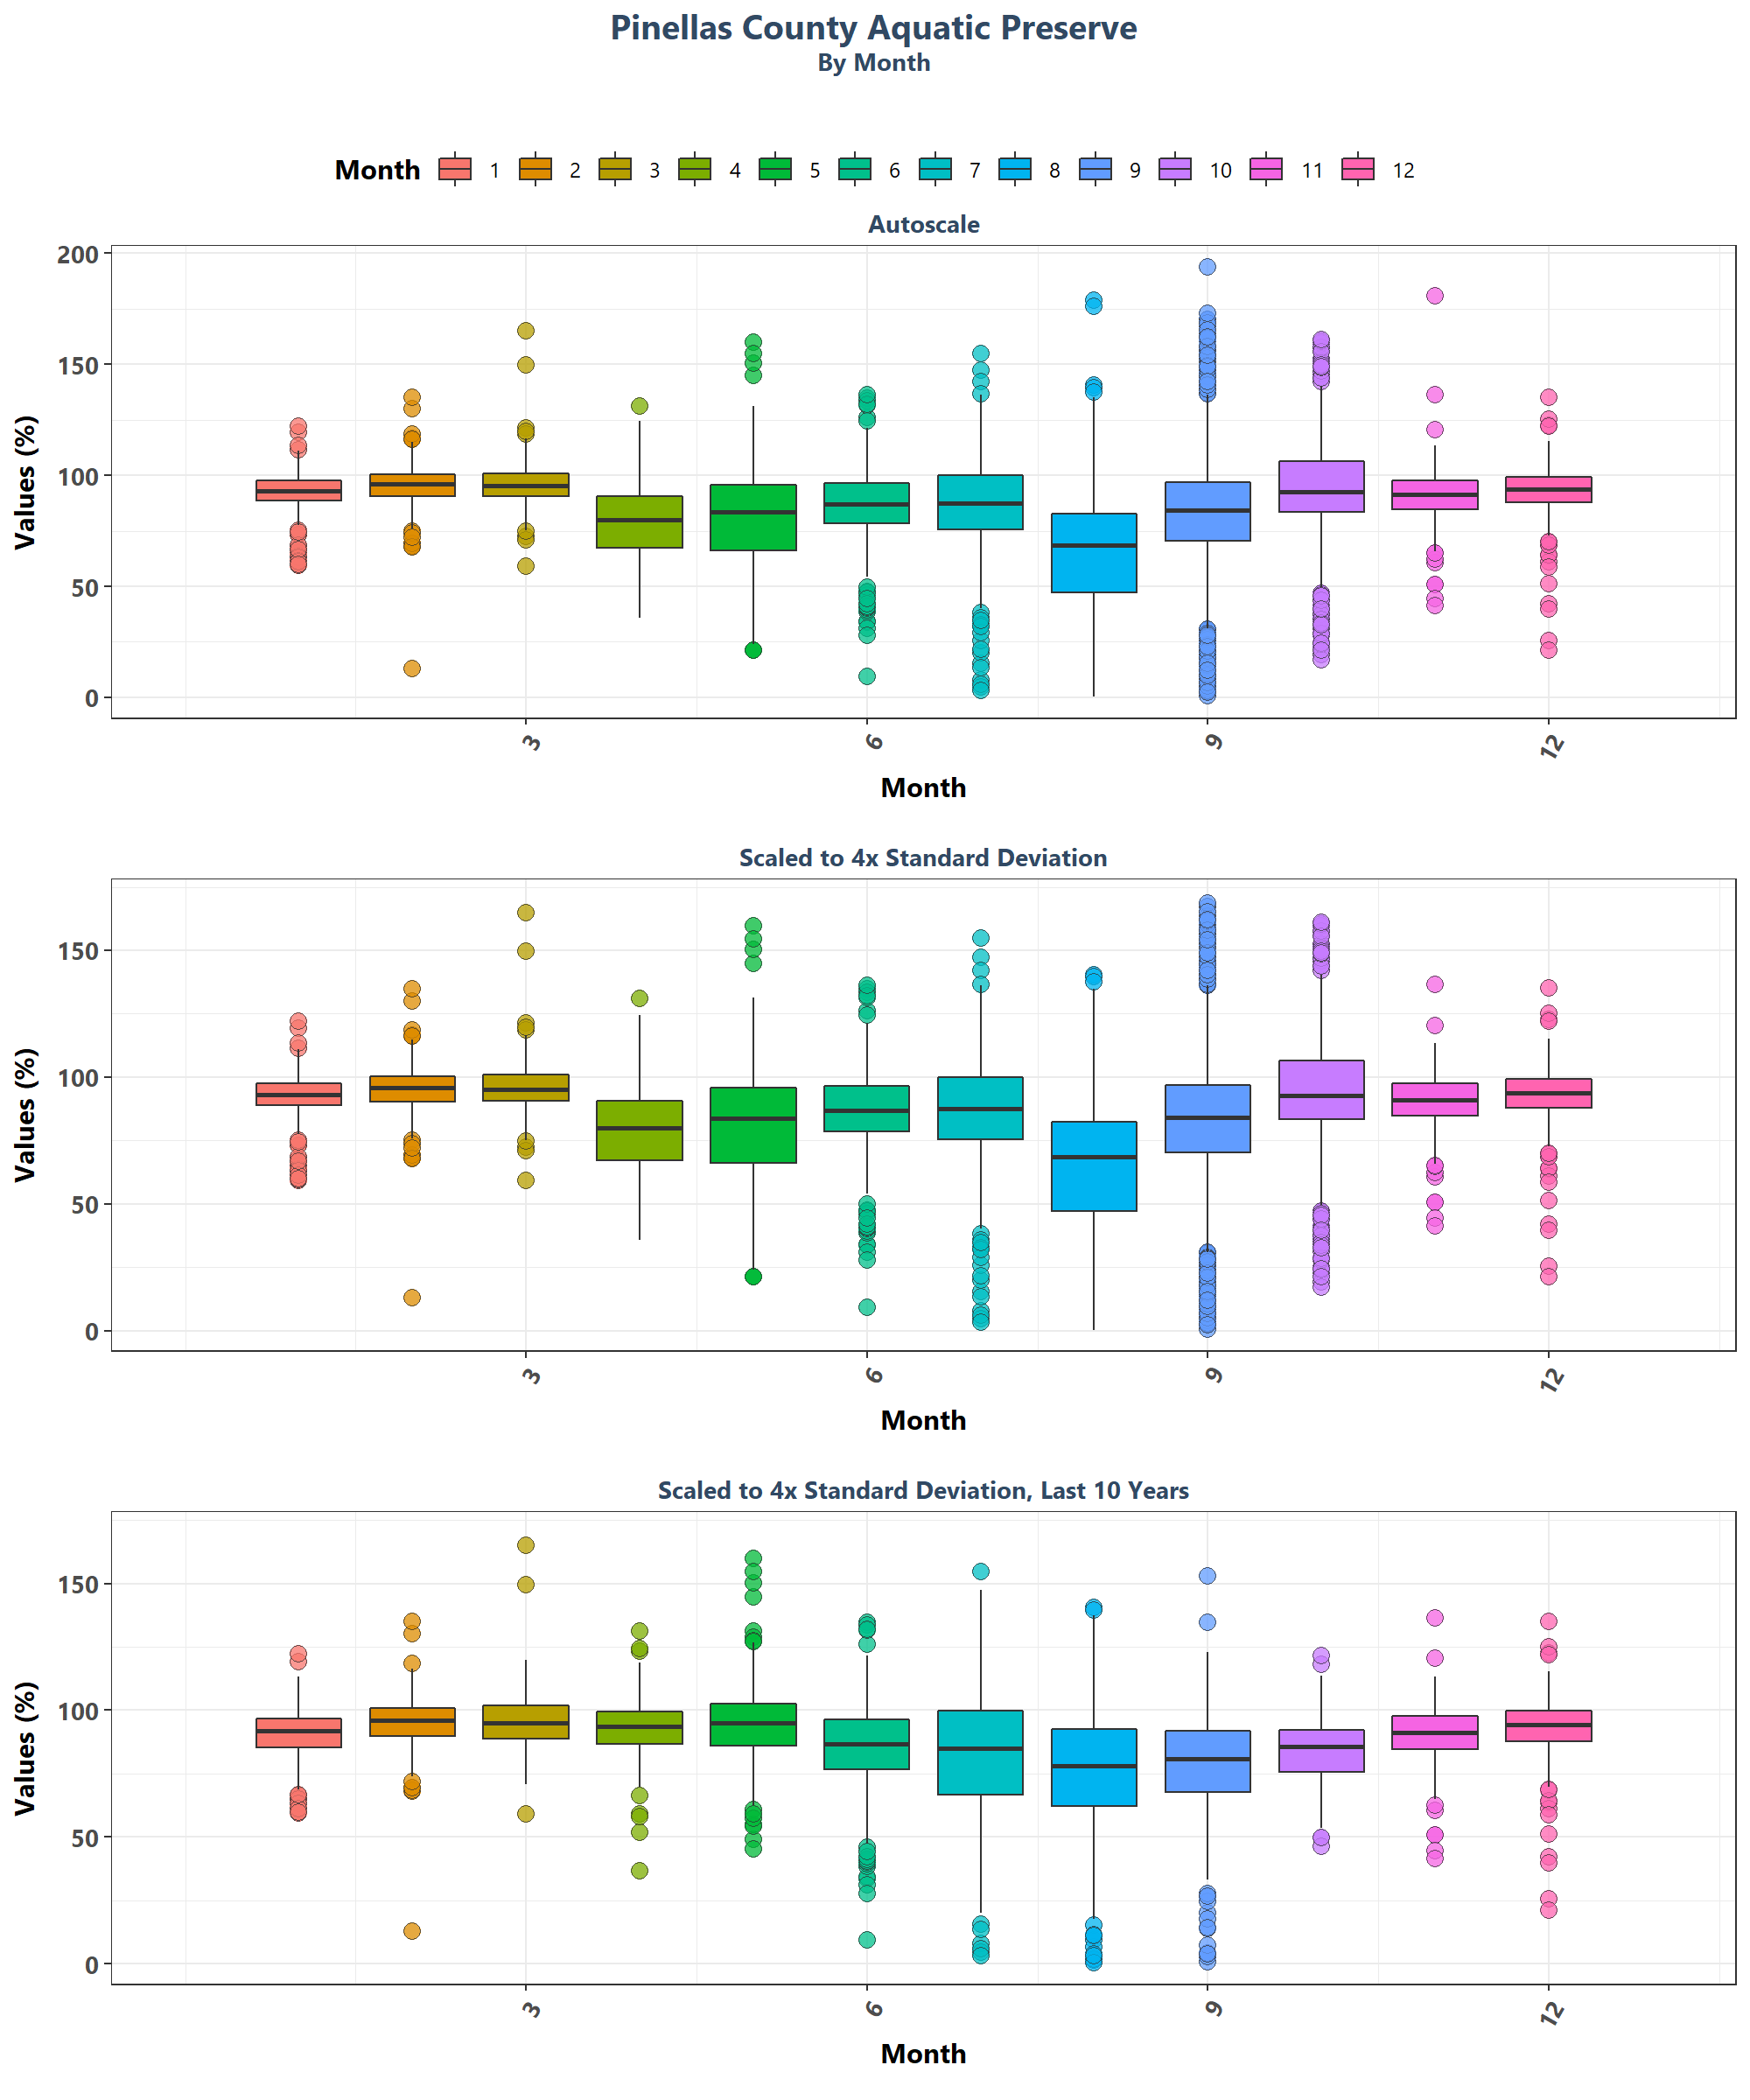 Pinellas County Aquatic Preserve
By Month
Month 1 2 3 4 5 6 7 8 9 10 11 12
Autoscale
Values (%)
200
150
100
50
0
3 6 9 12
Month
Scaled to 4x Standard Deviation
Values (%)
150
100
50
0
3 6 9 12
Month
Scaled to 4x Standard Deviation, Last 10 Years
Values (%)
150
100
50
0
3 6 9 12
Month